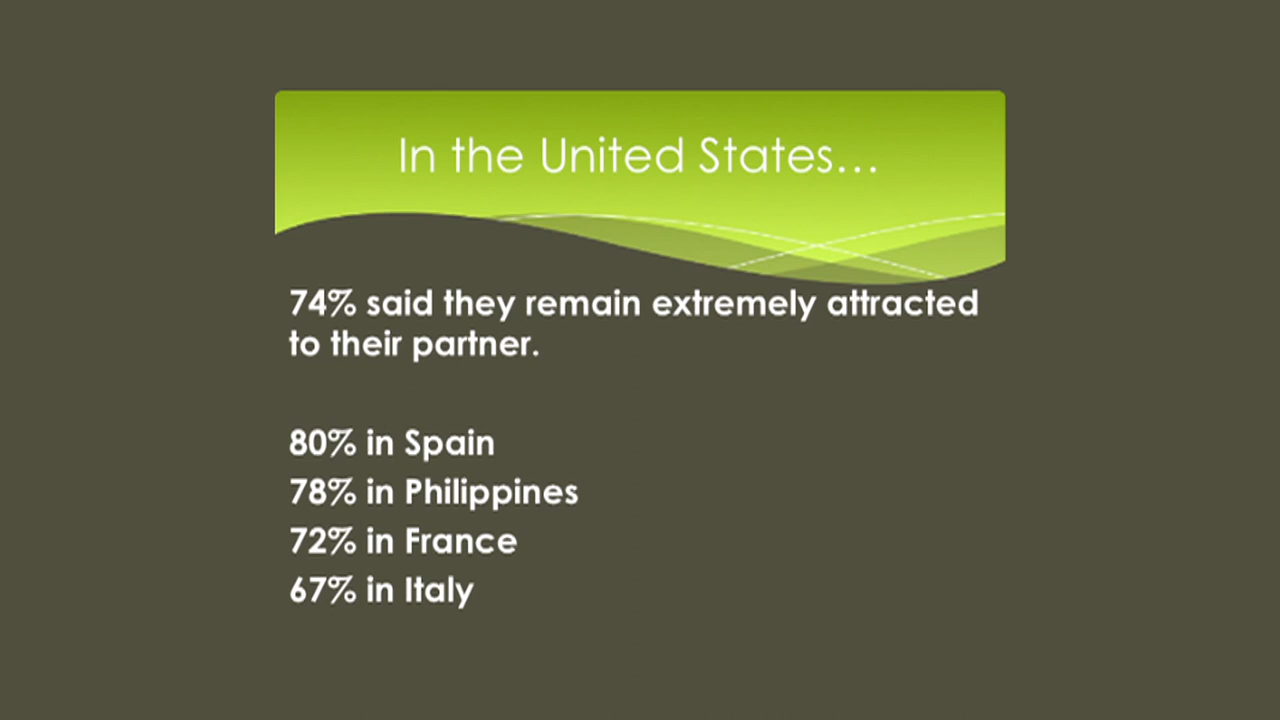 In the United States…
74% said they remain extremely attracted
to their partner.
80% in Spain
78% in Philippines
72% in France
67% in Italy